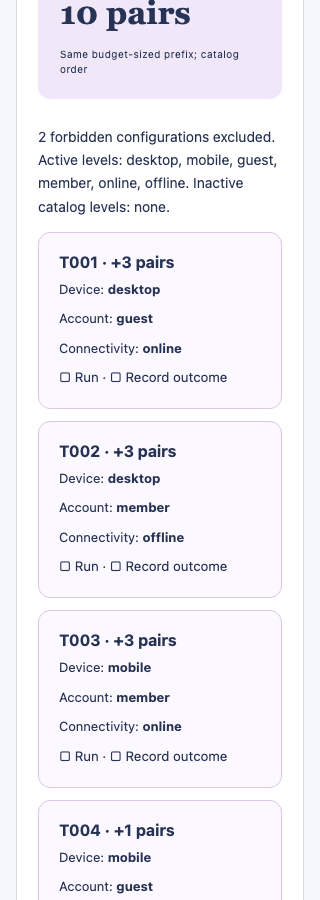 10 pairs
Same budget-sized prefix; catalog
order
2 forbidden configurations excluded.
Active levels: desktop, mobile, guest,
member, online, offline. Inactive
catalog levels: none.
T001 · +3 pairs
Device: desktop
Account: guest
Connectivity: online
☐ Run · ☐ Record outcome
T002 · +3 pairs
Device: desktop
Account: member
Connectivity: offline
☐ Run · ☐ Record outcome
T003 · +3 pairs
Device: mobile
Account: member
Connectivity: online
☐ Run · ☐ Record outcome
T004 · +1 pairs
Device: mobile
Account: guest